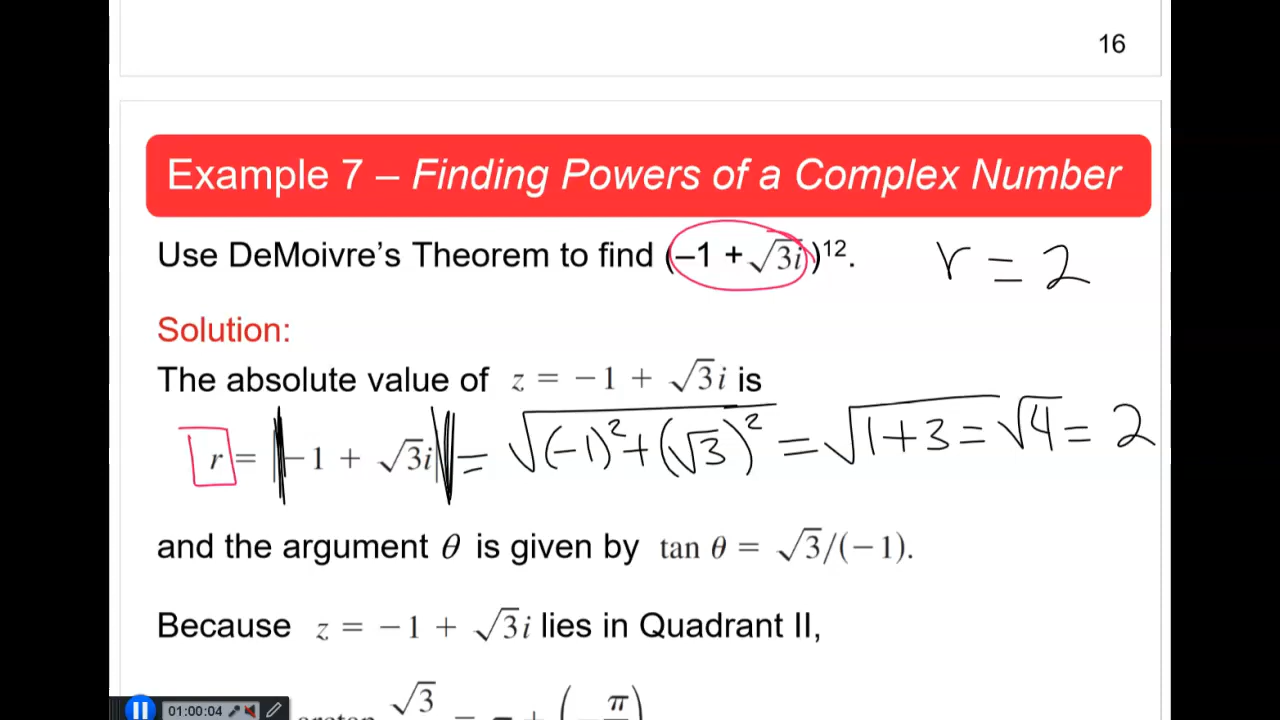 16
Example 7 – Finding Powers of a Complex Number
Use DeMoivre's Theorem to find (–1 + √3i)¹². r = 2
Solution:
The absolute value of z = −1 + √3i is
r = |−1 + √3i| = √((-1)² + (√3)²) = √(1+3) = √4 = 2
and the argument θ is given by tan θ = √3/(−1).
Because z = −1 + √3i lies in Quadrant II,
arctan √3 = π + (− π)
01:00:04